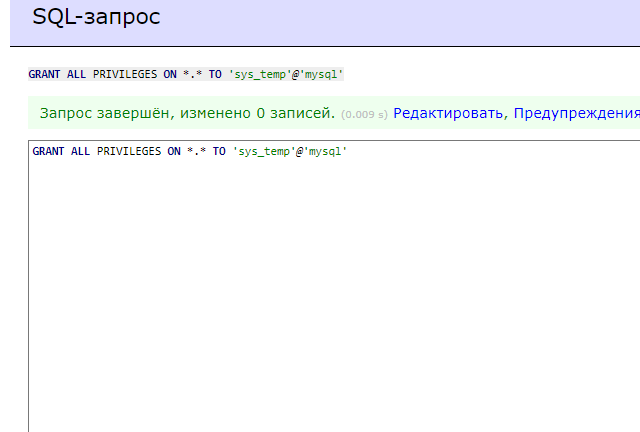 SQL-запрос
GRANT ALL PRIVILEGES ON *.* TO 'sys_temp'@'mysql'
Запрос завершён, изменено 0 записей. (0.009 s) Редактировать, Предупреждения
GRANT ALL PRIVILEGES ON *.* TO 'sys_temp'@'mysql'